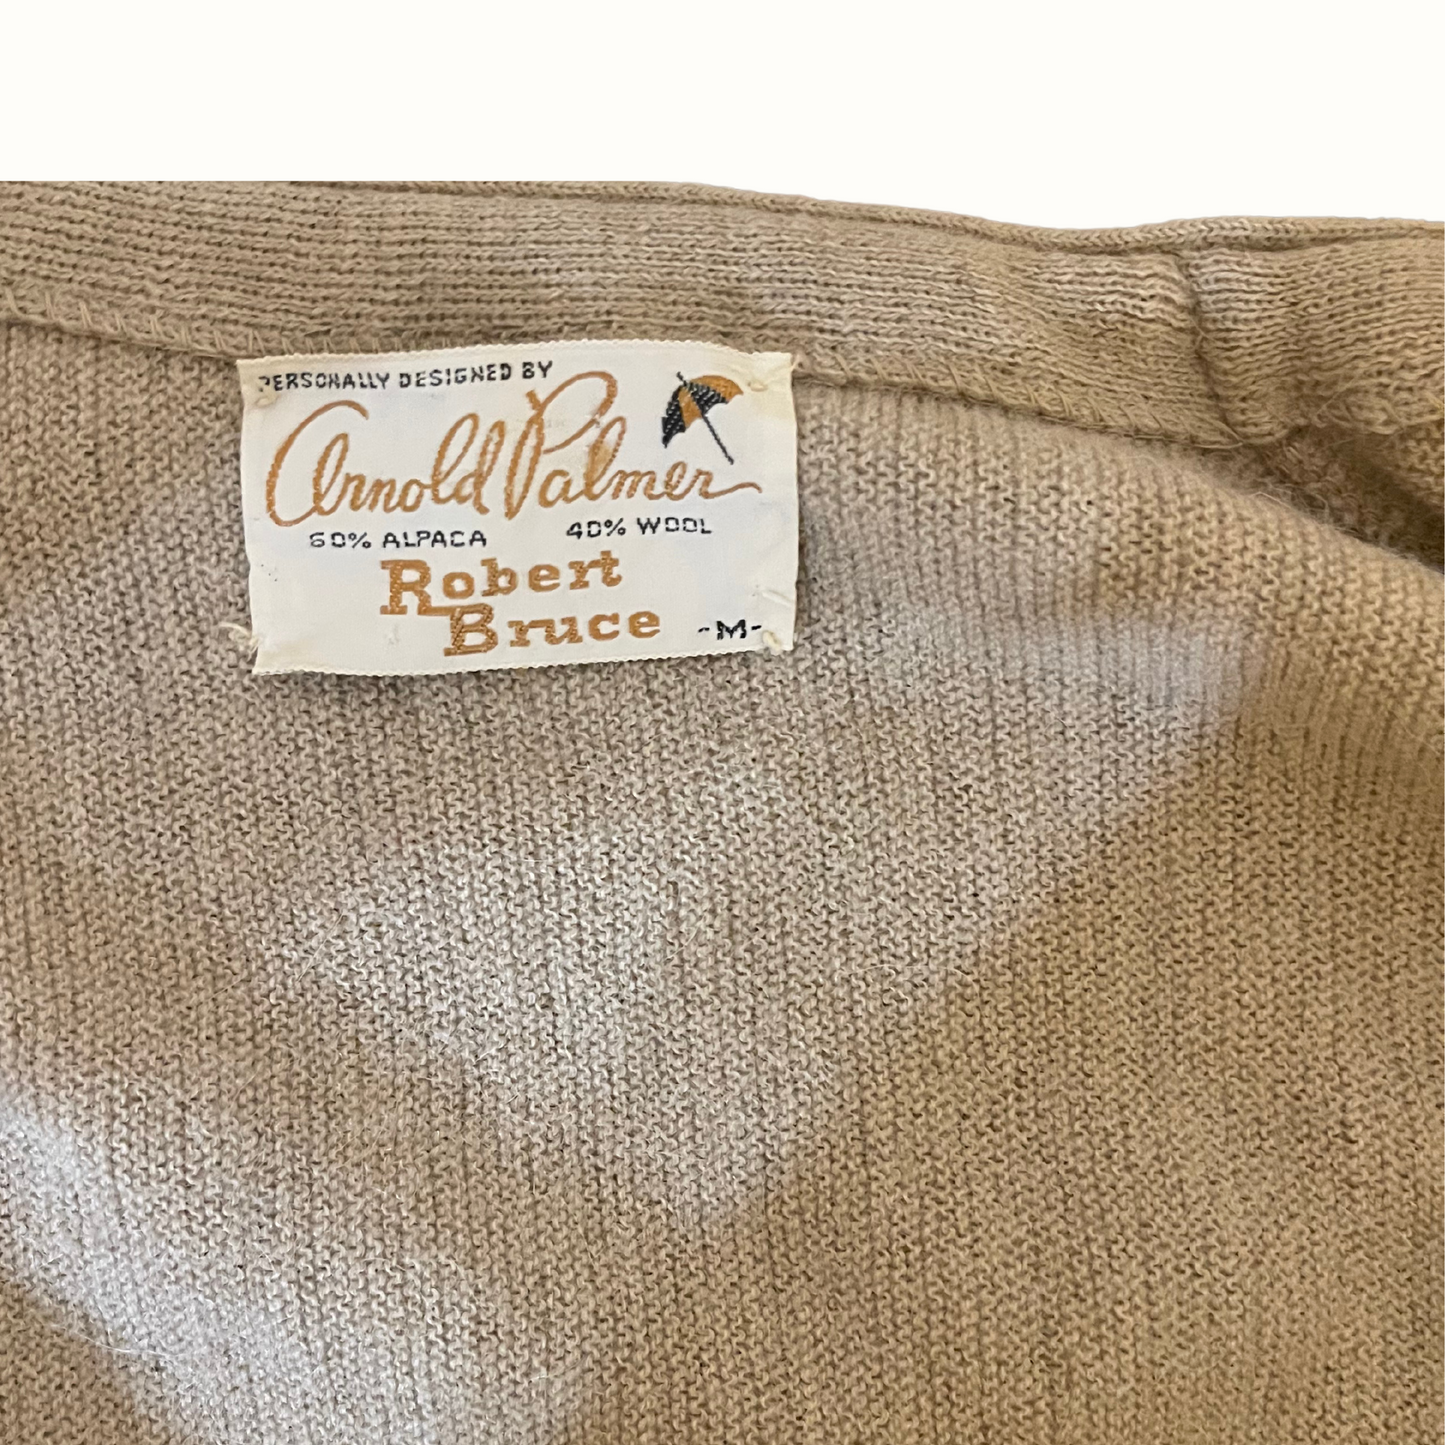 PERSONALLY DESIGNED BY
Arnold Palmer
60% ALPACA 40% WOOL
Robert
Bruce
-M-